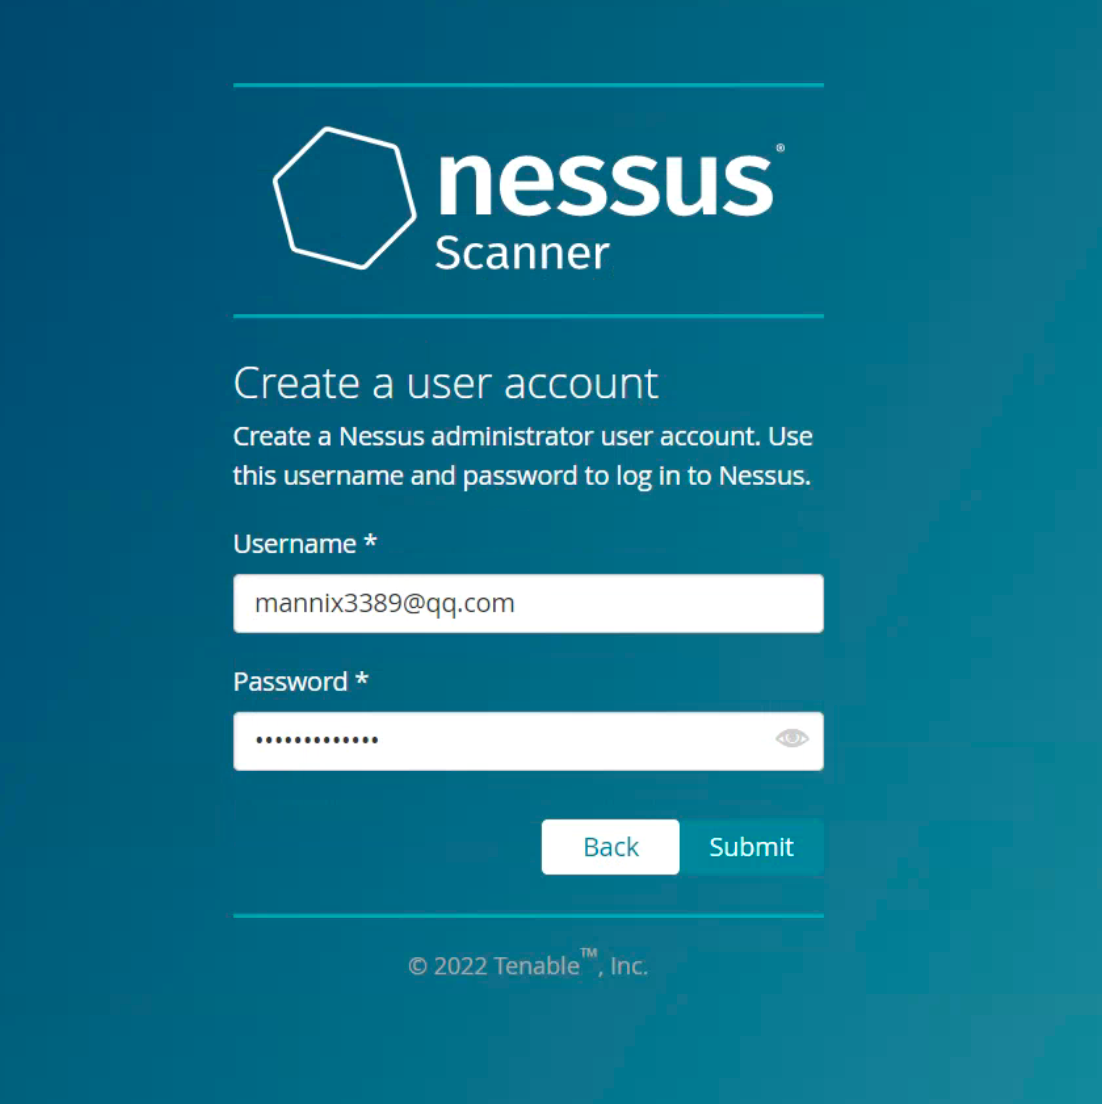 nessus®
Scanner
Create a user account
Create a Nessus administrator user account. Use
this username and password to log in to Nessus.
Username *
mannix3389@qq.com
Password *
•••••••••••••
Back Submit
© 2022 Tenable™, Inc.